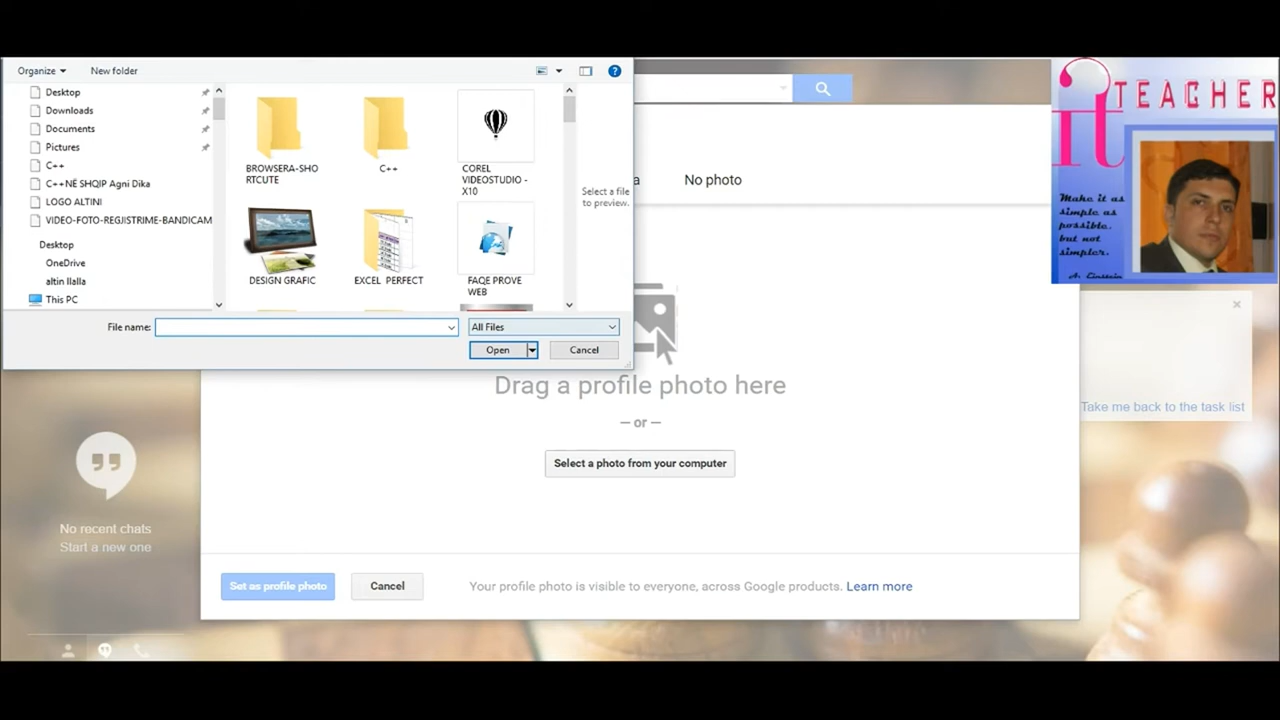 Organize
New folder
Desktop
Downloads
Documents
Pictures
C++
C++NË SHQIP Agni Dika
LOGO ALTINI
VIDEO-FOTO-REGJISTRIME-BANDICAM
Desktop
OneDrive
altin llalla
This PC
BROWSERA-SHO
RTCUTE
C++
COREL
VIDEOSTUDIO -
X10
DESIGN GRAFIC
EXCEL PERFECT
FAQE PROVE
WEB
Select a file
to preview.
File name:
All Files
Open
Cancel
a
No photo
it TEACHER
Make it as
simple as
possible.
but not
simpler.
A. Einstein
Drag a profile photo here
— or —
Select a photo from your computer
Take me back to the task list
No recent chats
Start a new one
Set as profile photo
Cancel
Your profile photo is visible to everyone, across Google products. Learn more